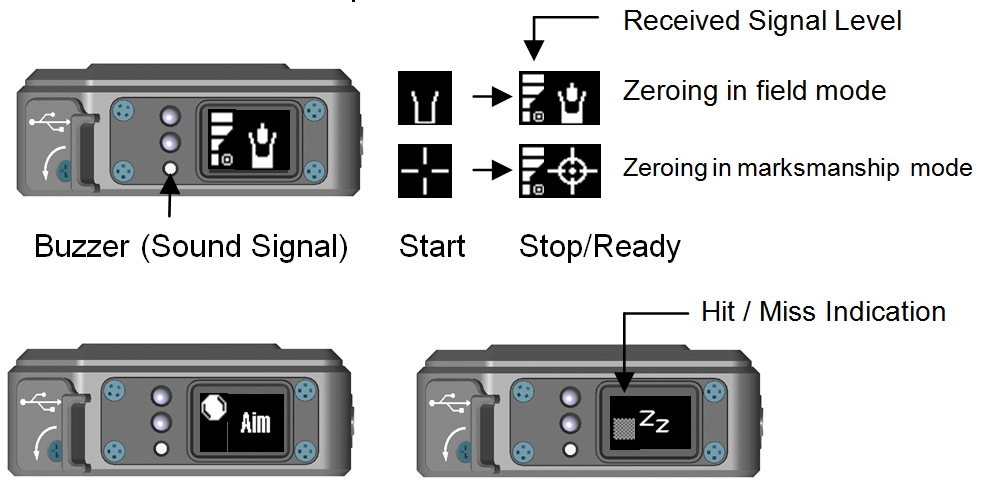 Received Signal Level
Zeroing in field mode
Zeroing in marksmanship mode
Buzzer (Sound Signal)
Start
Stop/Ready
Hit / Miss Indication
Aim
Zz